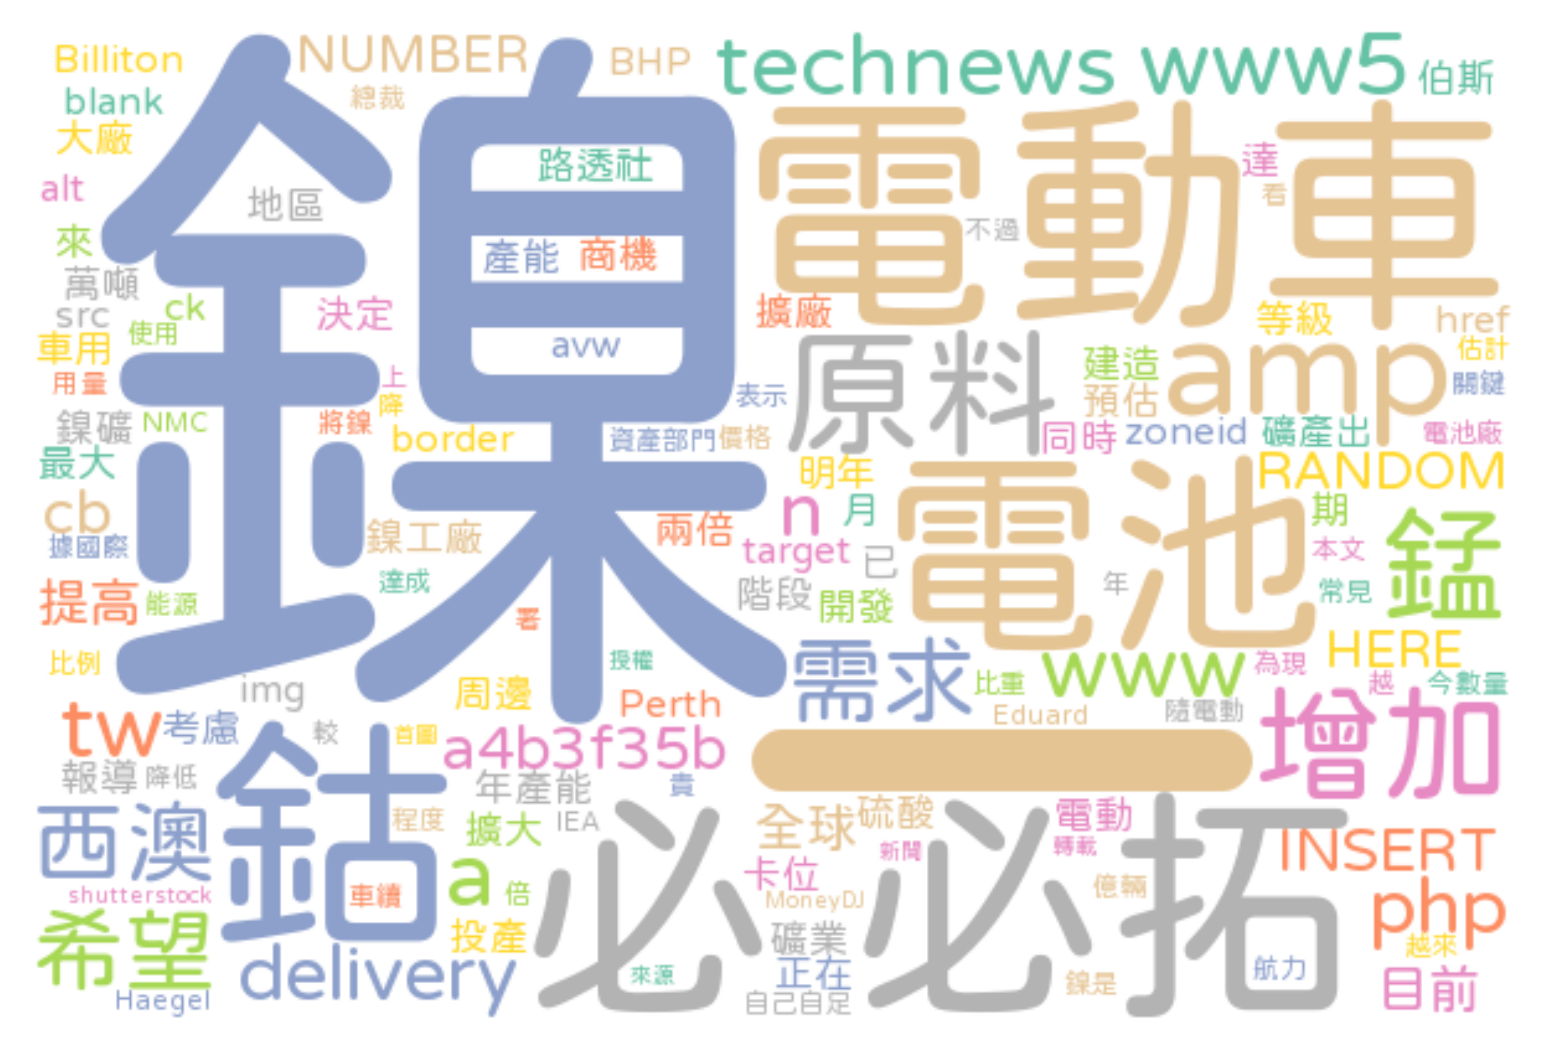 Billiton
NUMBER
BHP
technews www5
伯斯
blank
總裁
大廠
鎳
電動車
路透社
達
alt
地區
看
來
不過
產能
商機
萬噸
src
ck
決定
擴廠
等級
href
使用
車用
avw
原料
建造
amp
估計
用量
上
降
表示
預估
關鍵
鎳礦
NMC
將鎳
border
資產部門
價格
同時
zoneid
礦產出
電池廠
最大
明年
電池
RANDOM
cb
n
月
期
錳
據國際
鎳工廠
兩倍
target
已
本文
提高
能源
達成
階段
開發
年
常見
署
比例
授權
需求
www
為現
HERE
img
周邊
比重
越
今數量
tw
考慮
鈷
較
首圖
Perth
Eduard
隨電動
增加
a4b3f35b
一
報導
降低
年產能
貴
西澳
程度
擴大
IEA
必必拓
全球
硫酸
電動
INSERT
新聞
轉載
shutterstock
車續
a
倍
卡位
MoneyDJ
億輛
php
希望
投產
礦業
越來
delivery
來源
正在
鎳是
航力
目前
Haegel
自己自足